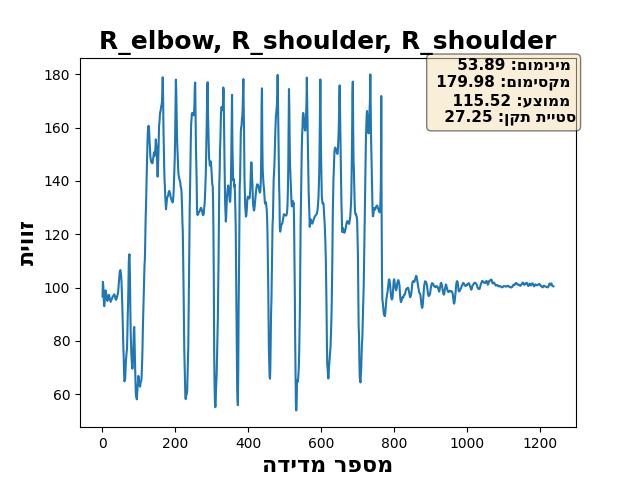 R_elbow, R_shoulder, R_shoulder
מינימום: 53.89
מקסימום: 179.98
ממוצע: 115.52
סטיית תקן: 27.25
זווית
180
160
140
120
100
80
60
0 200 400 600 800 1000 1200
מספר מדידה